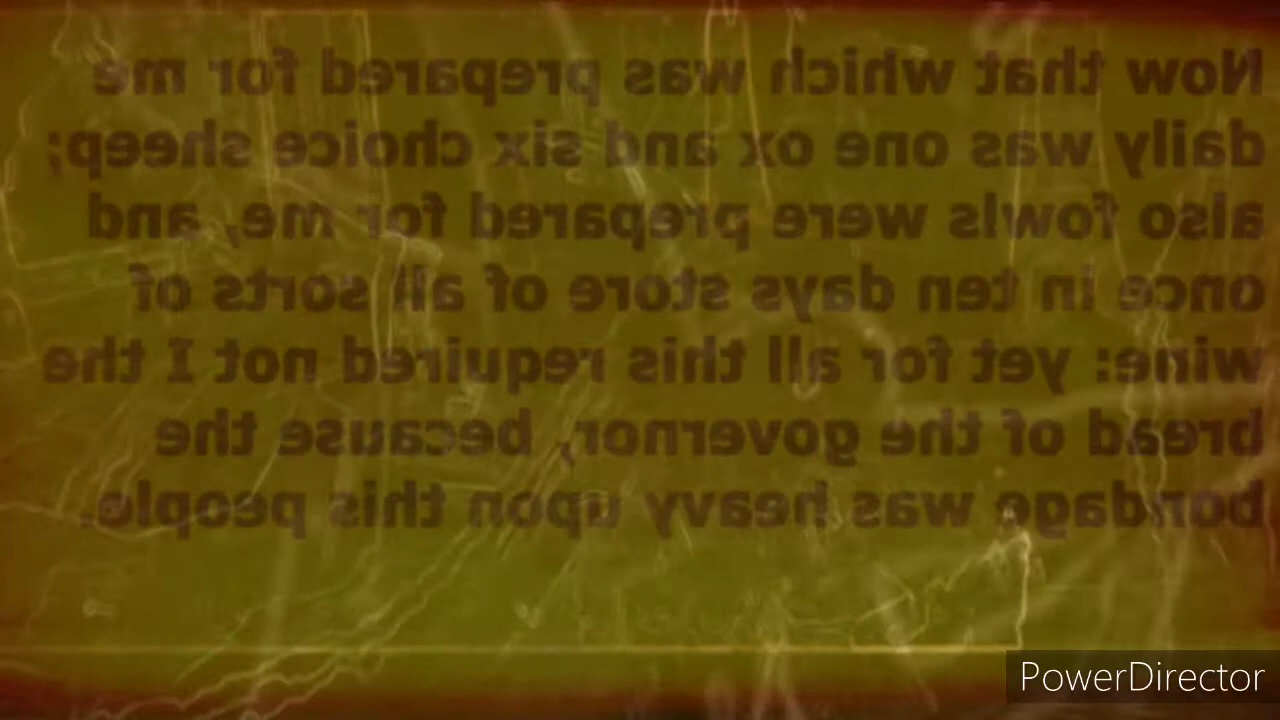 Now that which was prepared for me
daily was one ox and six choice sheep;
also fowls were prepared for me, and
once in ten days store of all sorts of
wine: yet for all this required not I the
bread of the governor, because the
bondage was heavy upon this people.
PowerDirector